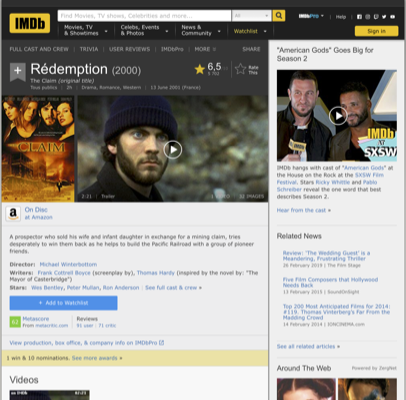 IMDb
Find Movies, TV shows, Celebrities and more...
All
IMDbPro
Help
Movies, TV & Showtimes
Celebs, Events & Photos
News & Community
Watchlist
Sign in
FULL CAST AND CREW | TRIVIA | USER REVIEWS | IMDbPro | MORE
SHARE
Rédemption (2000)
The Claim (original title)
Tous publics | 2h | Drama, Romance, Western | 13 June 2001 (France)
6,5
Rate This
CLAIM
2:21 | Trailer
IMAGES
On Disc
at Amazon
A prospector who sold his wife and infant daughter in exchange for a mining claim, tries
desperately to win them back as he helps to build the Pacific Railroad with a group of pioneer
friends.
Director: Michael Winterbottom
Writers: Frank Cottrell Boyce (screenplay by), Thomas Hardy (inspired by the novel by: "The
Mayor of Casterbridge")
Stars: Wes Bentley, Peter Mullan, Ron Anderson | See full cast & crew »
+ Add to Watchlist
Metascore
From metacritic.com
Reviews
91 user | 71 critic
View production, box office, & company info on IMDbPro
1 win & 10 nominations. See more awards »
Videos
"American Gods" Goes Big for
Season 2
IMDb
at
SXSW
IMDb hangs with cast of "American Gods" at
the House on the Rock at the SXSW Film
Festival. Stars Ricky Whittle and Pablo
Schreiber reveal the one word that best
describes Season 2.
Hear from the cast »
Related News
Review: 'The Wedding Guest' is a
Meandering, Frustrating Thriller
26 February 2019 | The Film Stage
Five Film Composers that Hollywood
Needs Back
13 February 2015 | SoundOnSight
Top 200 Most Anticipated Films for 2014:
#119. Thomas Vinterberg's Far From the
Madding Crowd
14 February 2014 | IONCINEMA.com
See all related articles »
Around The Web
Powered by ZergNet